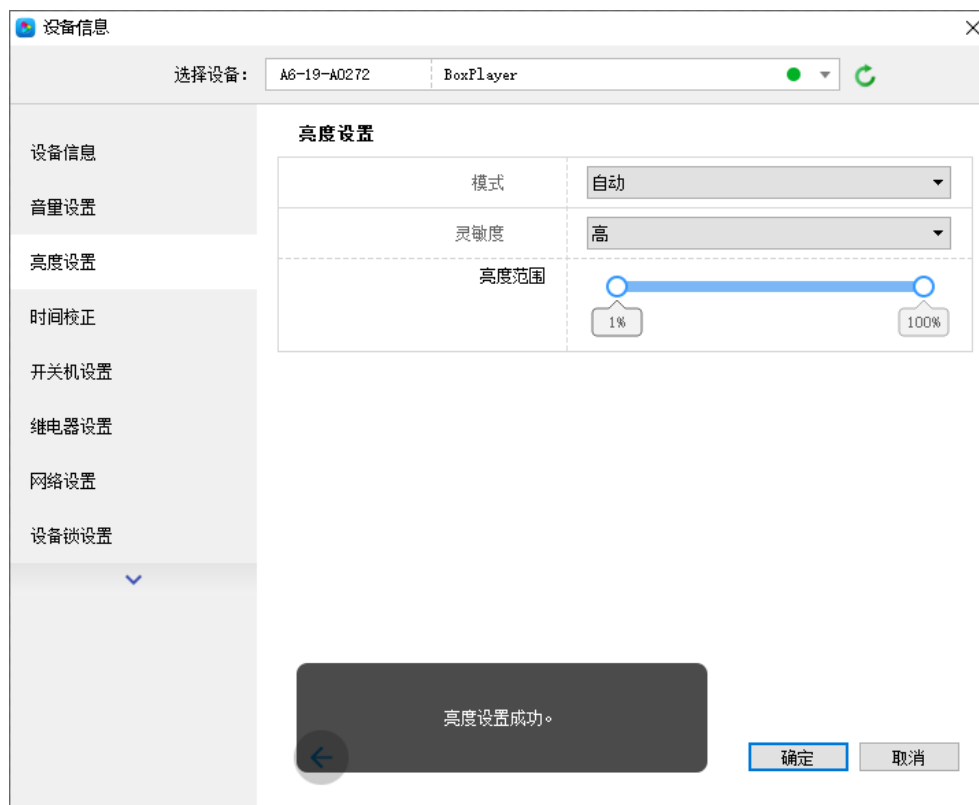 设备信息
选择设备: A6-19-A0272 BoxPlayer
设备信息
音量设置
亮度设置
时间校正
开关机设置
继电器设置
网络设置
设备锁设置
亮度设置
模式 自动
灵敏度 高
亮度范围
1% 100%
亮度设置成功。
确定 取消